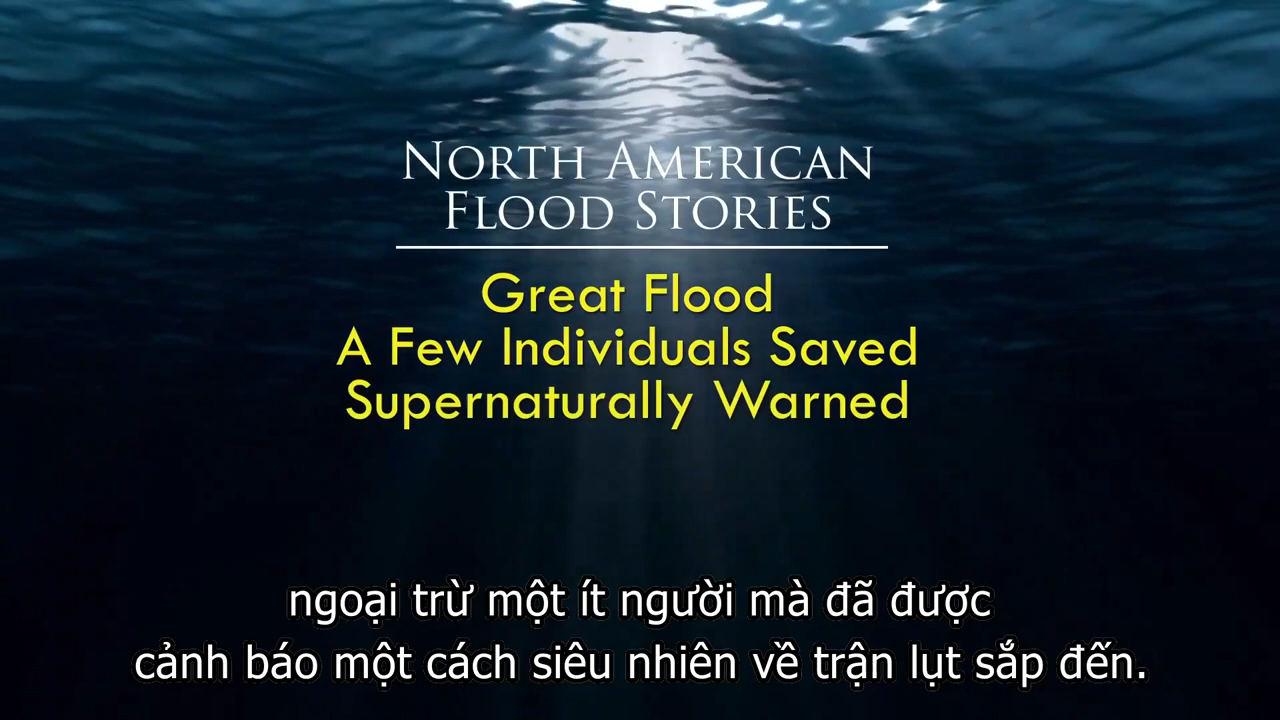 North American
Flood Stories
Great Flood
A Few Individuals Saved
Supernaturally Warned
ngoại trừ một ít người mà đã được
cảnh báo một cách siêu nhiên về trận lụt sắp đến.